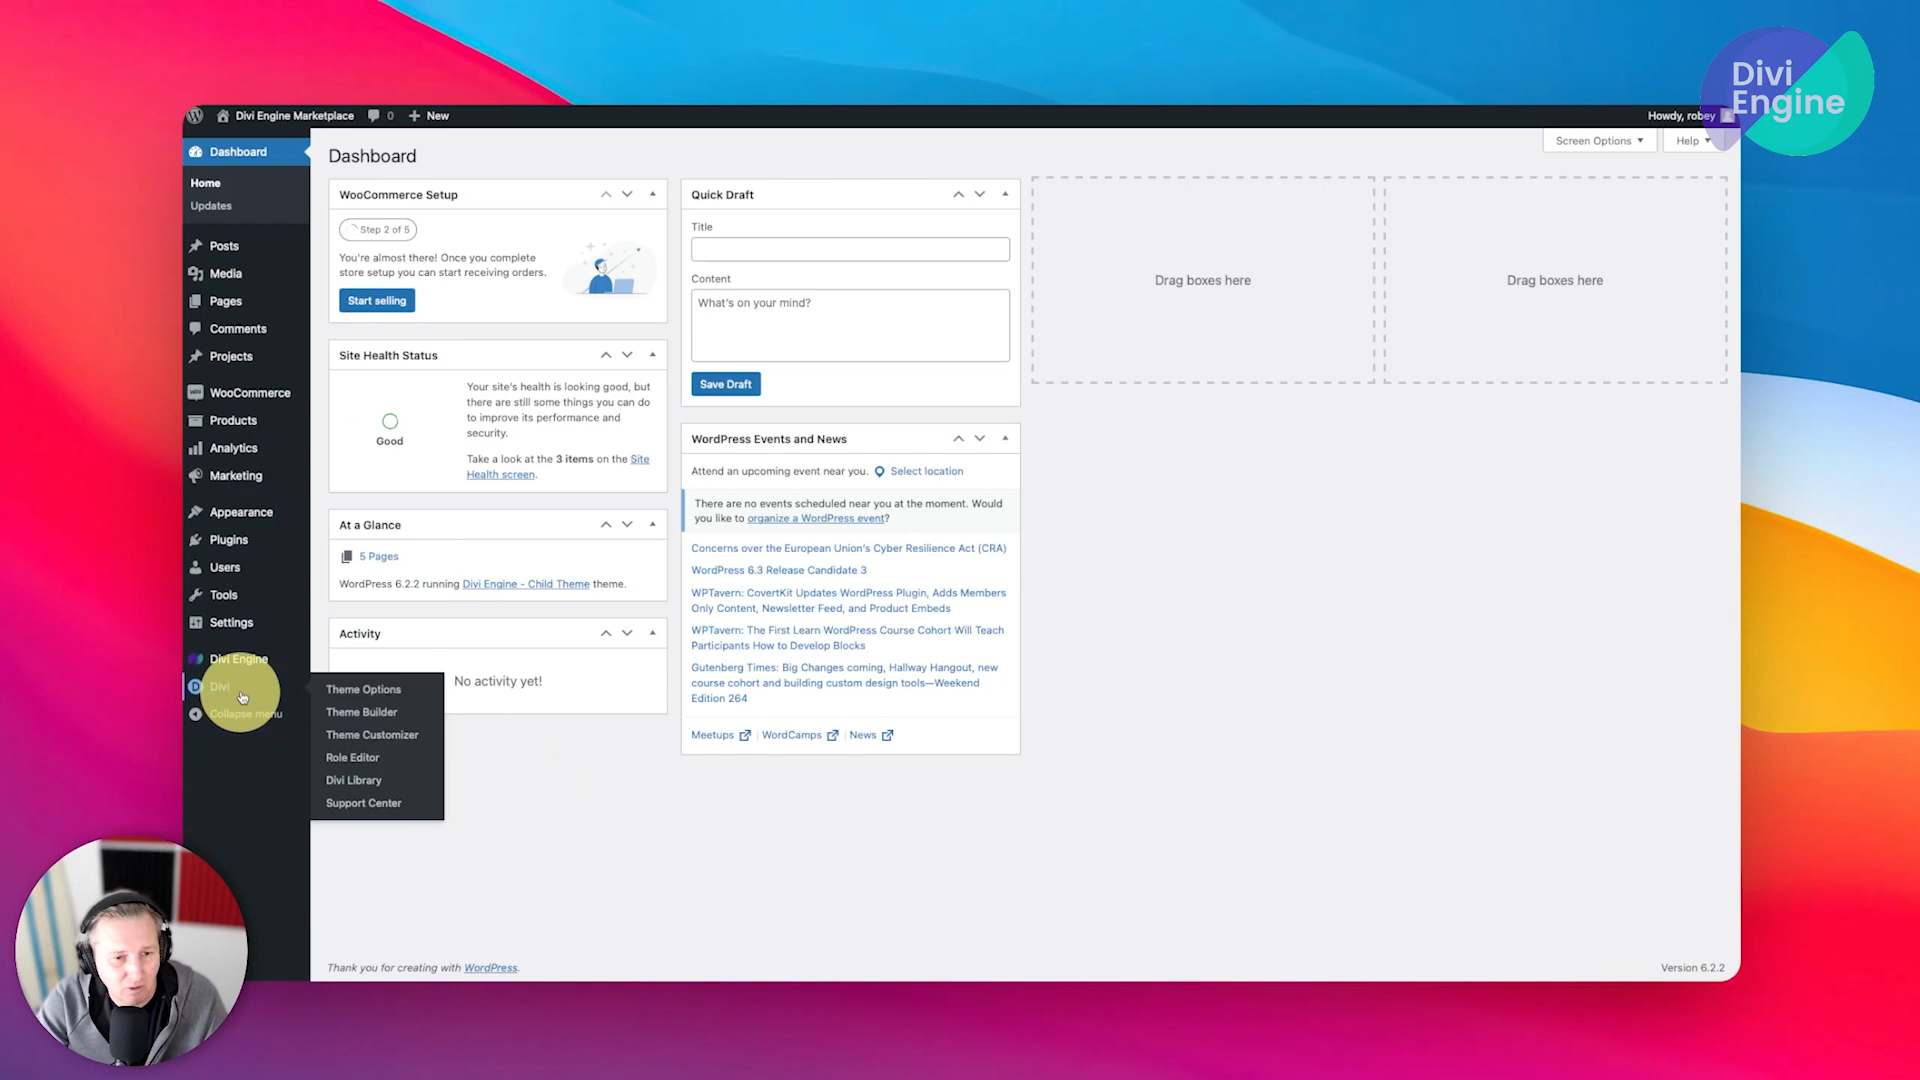 Divi
Engine
Divi Engine Marketplace 0 New
Howdy, robey
Screen Options
Help
Dashboard
Home
Updates
Posts
Media
Pages
Comments
Projects
WooCommerce
Products
Analytics
Marketing
Appearance
Plugins
Users
Tools
Settings
Divi Engine
Divi
Collapse menu
Theme Options
Theme Builder
Theme Customizer
Role Editor
Divi Library
Support Center
Dashboard
WooCommerce Setup
Step 2 of 5
You're almost there! Once you complete
store setup you can start receiving orders.
Start selling
Site Health Status
Good
Your site's health is looking good, but
there are still some things you can do
to improve its performance and
security.
Take a look at the 3 items on the Site
Health screen.
At a Glance
5 Pages
WordPress 6.2.2 running Divi Engine - Child Theme theme.
Activity
No activity yet!
Quick Draft
Title
Content
What's on your mind?
Save Draft
WordPress Events and News
Attend an upcoming event near you. Select location
There are no events scheduled near you at the moment. Would
you like to organize a WordPress event?
Concerns over the European Union's Cyber Resilience Act (CRA)
WordPress 6.3 Release Candidate 3
WPTavern: CovertKit Updates WordPress Plugin, Adds Members
Only Content, Newsletter Feed, and Product Embeds
WPTavern: The First Learn WordPress Course Cohort Will Teach
Participants How to Develop Blocks
Gutenberg Times: Big Changes coming, Hallway Hangout, new
course cohort and building custom design tools—Weekend
Edition 264
Meetups | WordCamps | News
Drag boxes here
Drag boxes here
Thank you for creating with WordPress.
Version 6.2.2